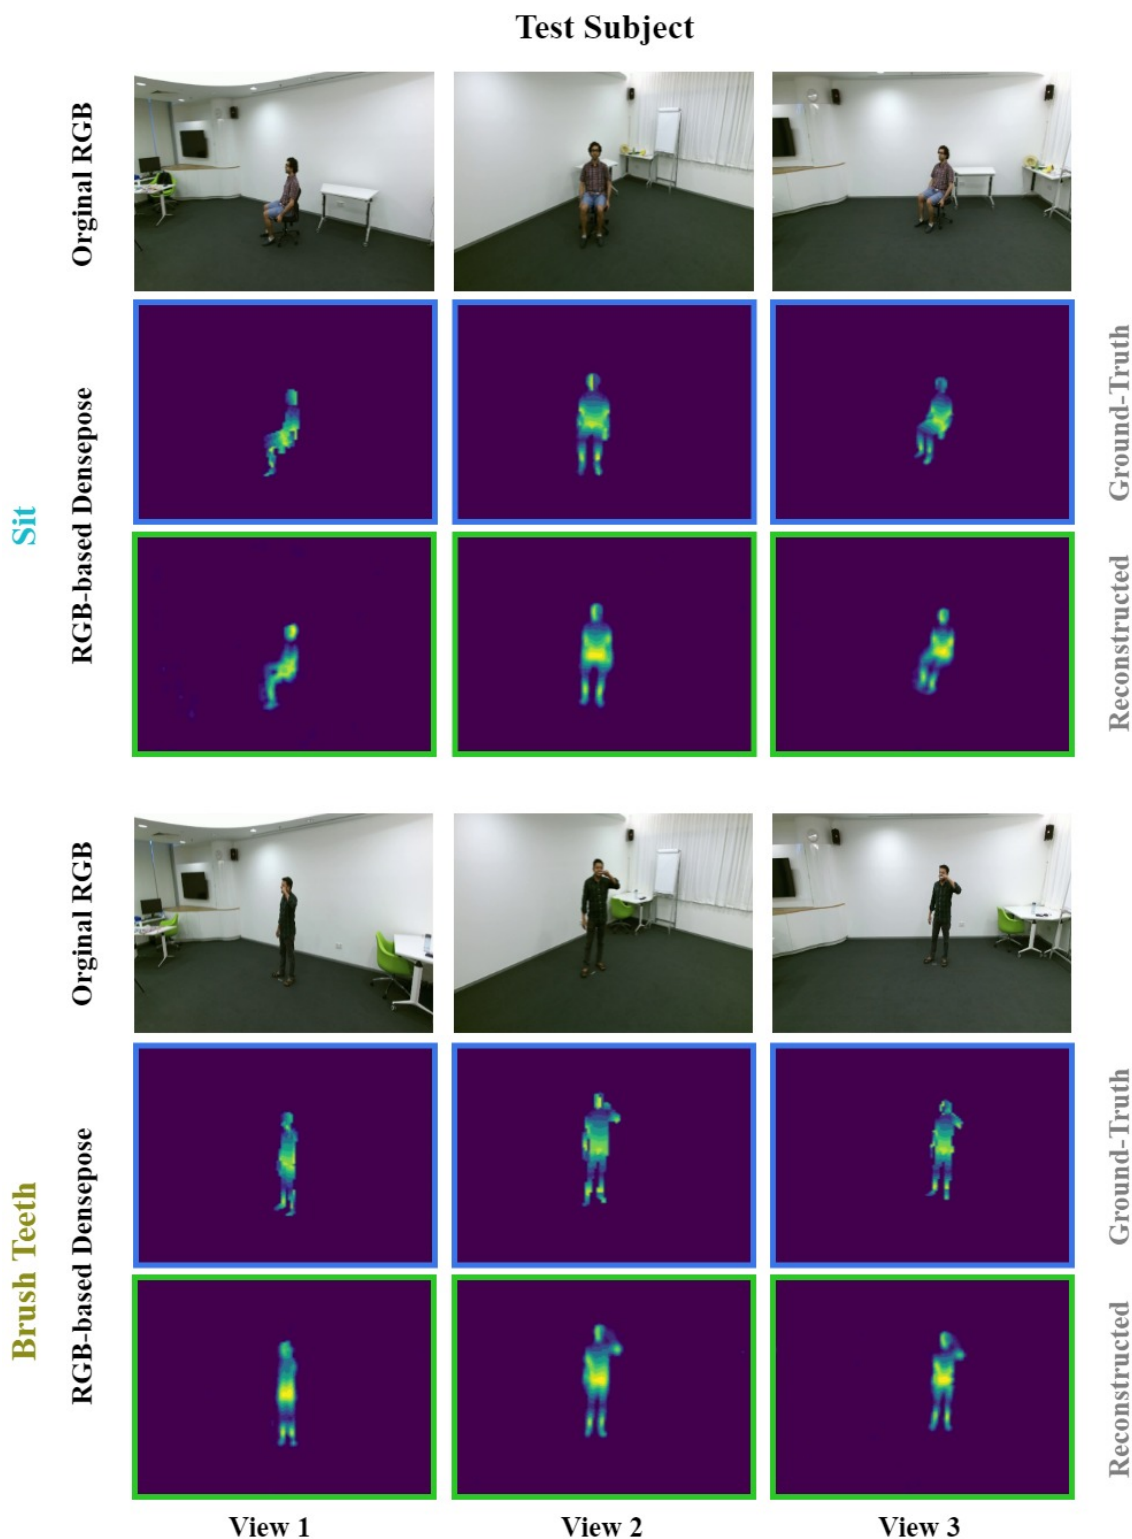 Test Subject
Orginal RGB
Sit
RGB-based Densepose
Ground-Truth
Reconstructed
Orginal RGB
Brush Teeth
RGB-based Densepose
Ground-Truth
Reconstructed
View 1
View 2
View 3